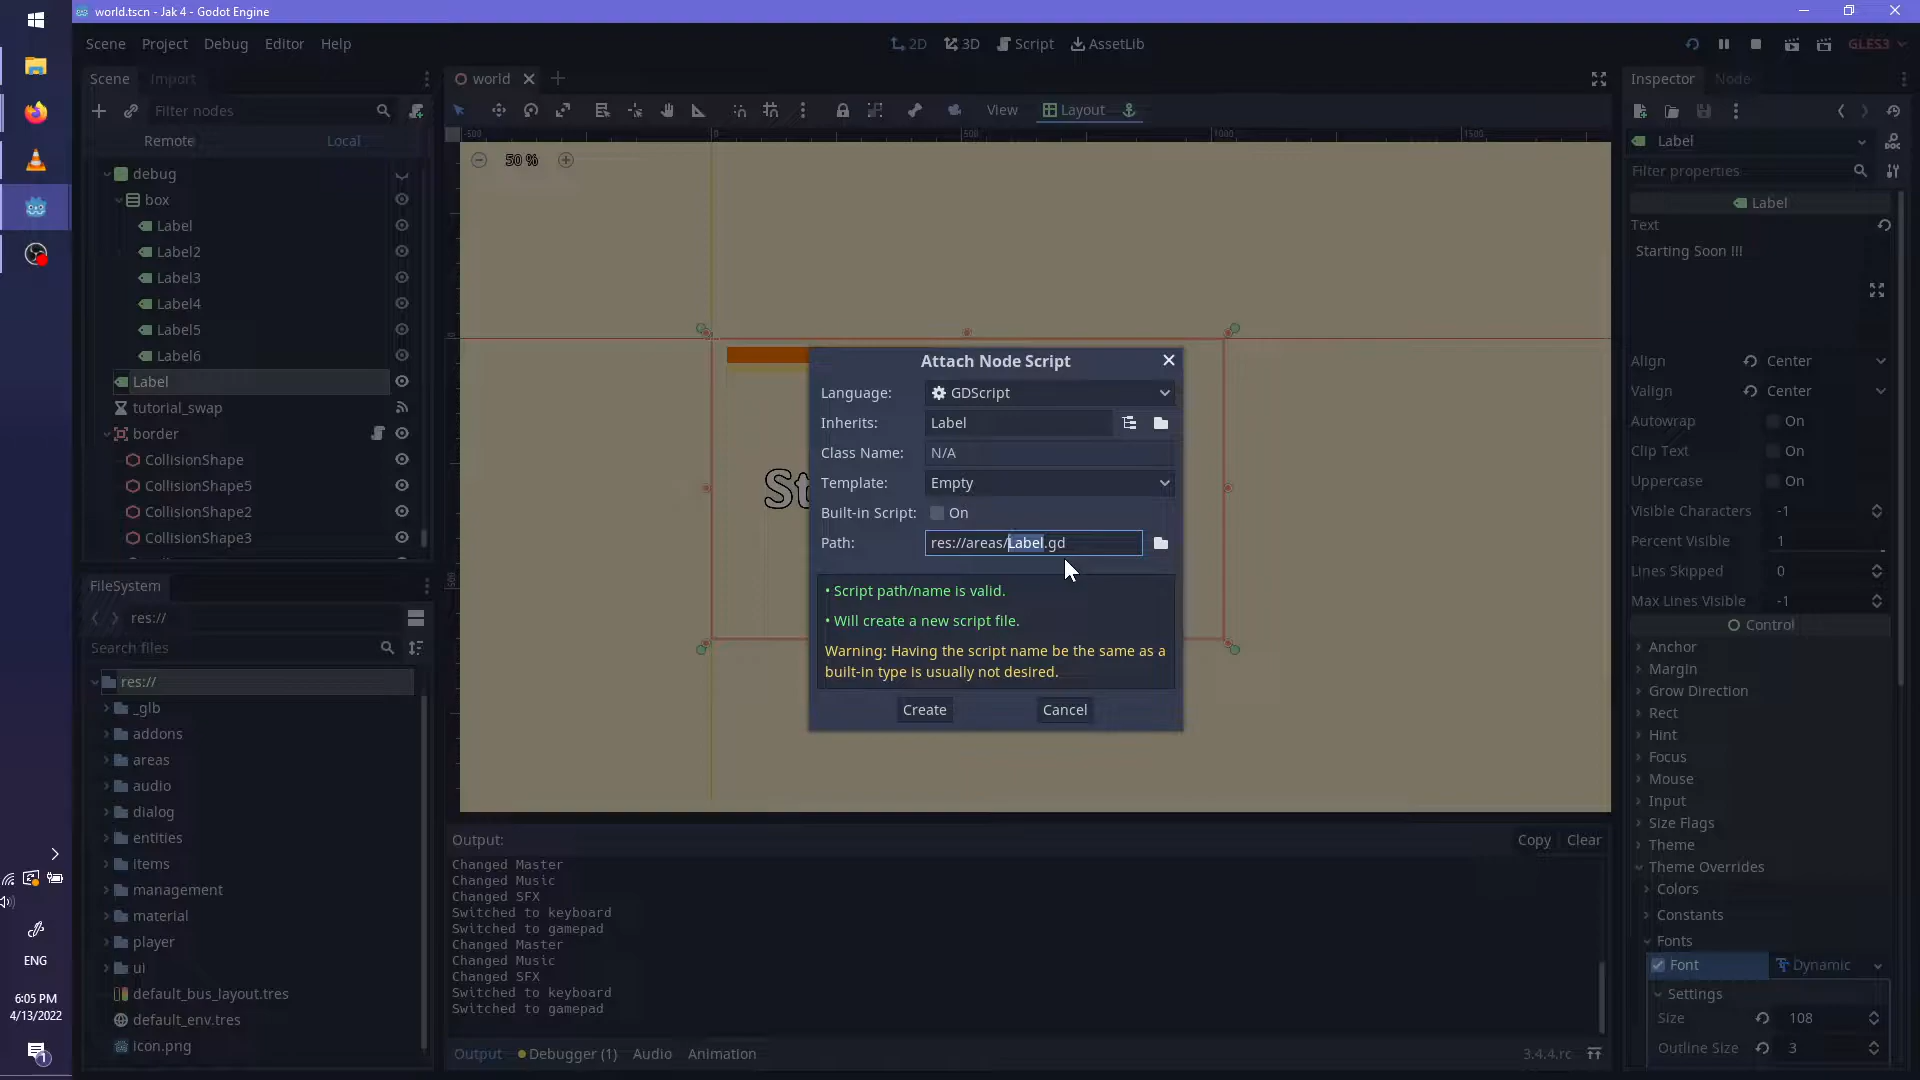 world.tscn - Jak 4 - Godot Engine
Scene Project Debug Editor Help
2D 3D Script AssetLib
GLES3
Scene Import
world
Inspector Node
Filter nodes
View Layout
Remote Local
Label
Filter properties
-500 0 500 1000 1500
50 %
debug
box
Label
Label2
Label3
Label4
Label5
Label6
Label
tutorial_swap
border
CollisionShape
CollisionShape5
CollisionShape2
CollisionShape3
FileSystem
res://
Search files
res://
_glb
addons
areas
audio
dialog
entities
items
management
material
player
ui
default_bus_layout.tres
default_env.tres
icon.png
St
Attach Node Script
Language: GDScript
Inherits: Label
Class Name: N/A
Template: Empty
Built-in Script: On
Path: res://areas/Label.gd
• Script path/name is valid.
• Will create a new script file.
Warning: Having the script name be the same as a
built-in type is usually not desired.
Create Cancel
Output: Copy Clear
Changed Master
Changed Music
Changed SFX
Switched to keyboard
Switched to gamepad
Changed Master
Changed Music
Changed SFX
Switched to keyboard
Switched to gamepad
Output Debugger (1) Audio Animation 3.4.4.rc
Label
Text
Starting Soon !!!
Align Center
Valign Center
Autowrap On
Clip Text On
Uppercase On
Visible Characters -1
Percent Visible 1
Lines Skipped 0
Max Lines Visible -1
Control
Anchor
Margin
Grow Direction
Rect
Hint
Focus
Mouse
Input
Size Flags
Theme
Theme Overrides
Colors
Constants
Fonts
Font Dynamic
Settings
Size 108
Outline Size 3
ENG
6:05 PM
4/13/2022
1